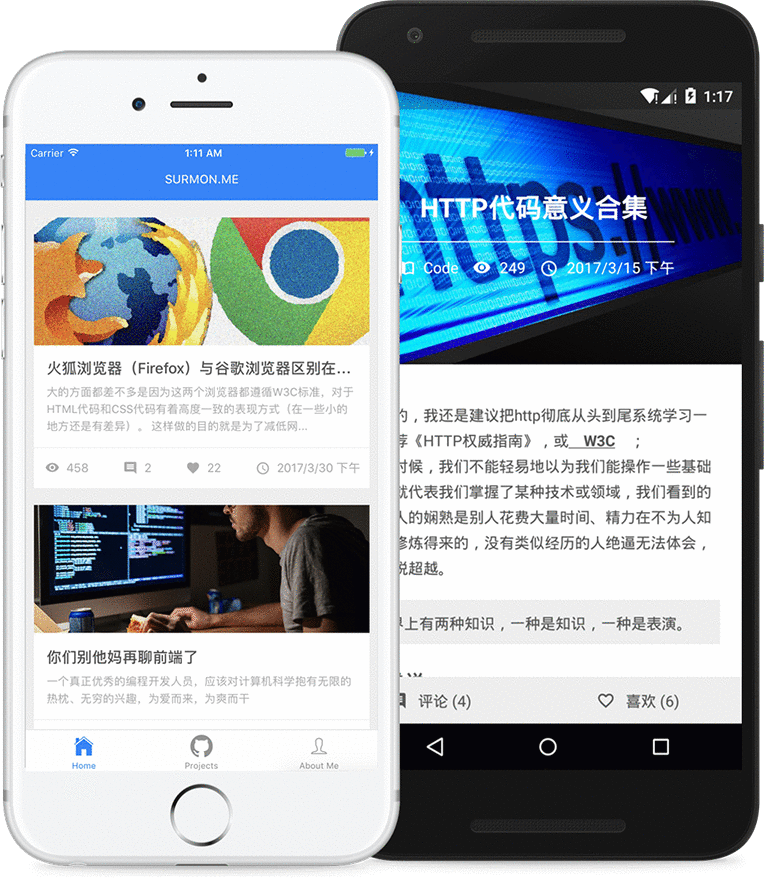 Carrier
1:11 AM
SURMON.ME
火狐浏览器（Firefox）与谷歌浏览器区别在...
大的方面都差不多是因为这两个浏览器都遵循W3C标准，对于
HTML代码和CSS代码有着高度一致的表现方式（在一些小的
地方还是有差异）。 这样做的目的就是为了减低网...
458
2
22
2017/3/30 下午
你们别他妈再聊前端了
一个真正优秀的编程开发人员，应该对计算机科学抱有无限的
热枕、无穷的兴趣，为爱而来，为爽而干
Home
Projects
About Me
1:17
https://www.
HTTP代码意义合集
Code
249
2017/3/15 下午
的，我还是建议把http彻底从头到尾系统学习一
荐《HTTP权威指南》，或 W3C ；
时候，我们不能轻易地以为我们能操作一些基础
就代表我们掌握了某种技术或领域，我们看到的
人的娴熟是别人花费大量时间、精力在不为人知
修炼得来的，没有类似经历的人绝逼无法体会，
说超越。
界上有两种知识，一种是知识，一种是表演。
评论 (4)
喜欢 (6)